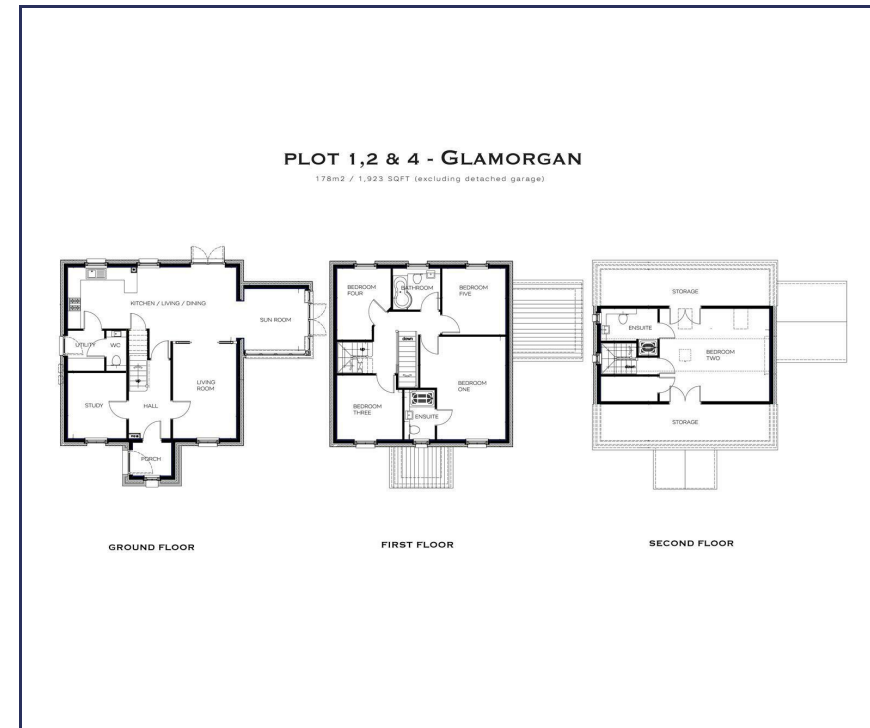 PLOT 1,2 & 4 - GLAMORGAN
178m2 / 1,923 SQFT (excluding detached garage)
KITCHEN / LIVING / DINING
SUN ROOM
UTILITY
WC
LIVING
ROOM
STUDY
HALL
PORCH
GROUND FLOOR
BEDROOM
FOUR
BATHROOM
BEDROOM
FIVE
down
BEDROOM
ONE
BEDROOM
THREE
ENSUITE
FIRST FLOOR
STORAGE
ENSUITE
BEDROOM
TWO
STORAGE
SECOND FLOOR